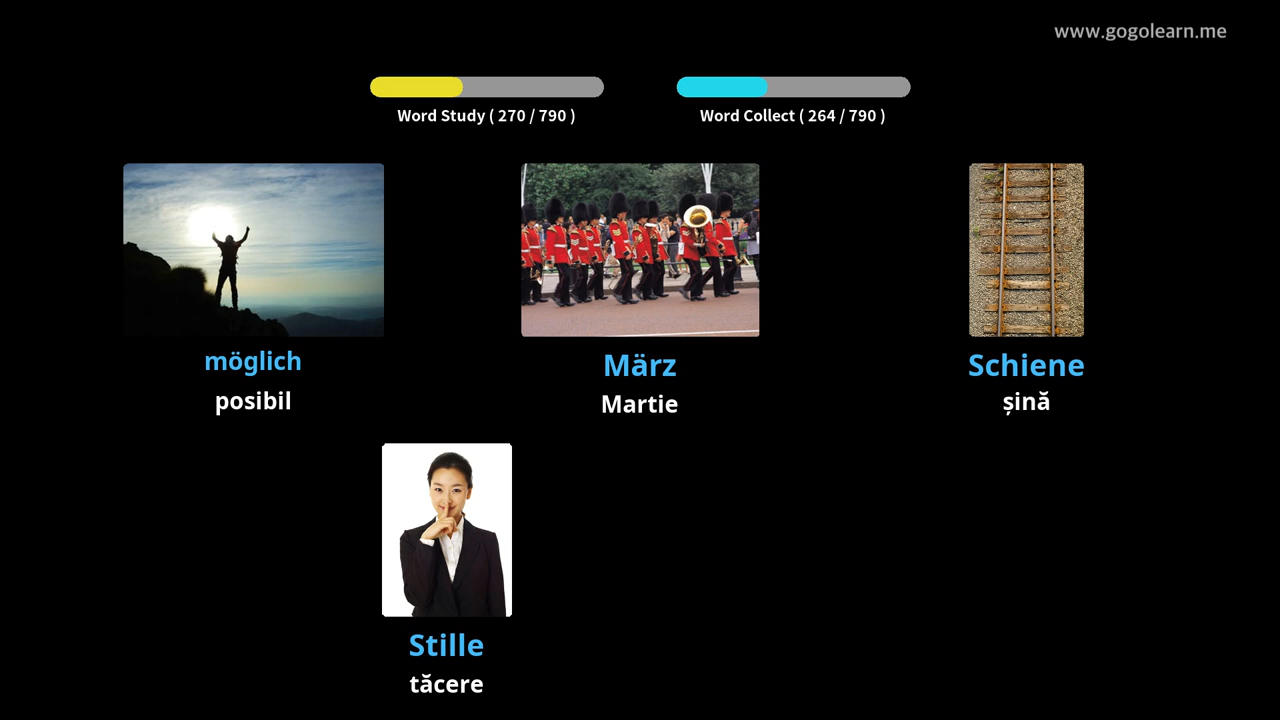 www.gogolearn.me
Word Study ( 270 / 790 )
Word Collect ( 264 / 790 )
möglich
posibil
März
Martie
Schiene
șină
Stille
tăcere